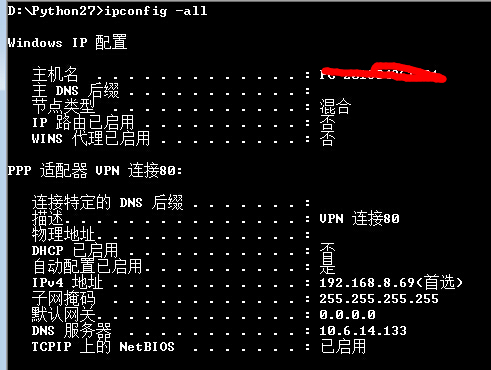 D:\Python27>ipconfig -all
Windows IP 配置
主机名 . . . . . . . . . . . . . :
主 DNS 后缀 . . . . . . . . . . . :
节点类型 . . . . . . . . . . . . : 混合
IP 路由已启用 . . . . . . . . . . : 否
WINS 代理已启用 . . . . . . . . . : 否
PPP 适配器 VPN 连接80:
连接特定的 DNS 后缀 . . . . . . . :
描述. . . . . . . . . . . . . . . : VPN 连接80
物理地址. . . . . . . . . . . . . :
DHCP 已启用 . . . . . . . . . . . : 否
自动配置已启用. . . . . . . . . . : 是
IPv4 地址 . . . . . . . . . . . . : 192.168.8.69(首选)
子网掩码 . . . . . . . . . . . . : 255.255.255.255
默认网关. . . . . . . . . . . . . : 0.0.0.0
DNS 服务器 . . . . . . . . . . . : 10.6.14.133
TCPIP 上的 NetBIOS . . . . . . . : 已启用